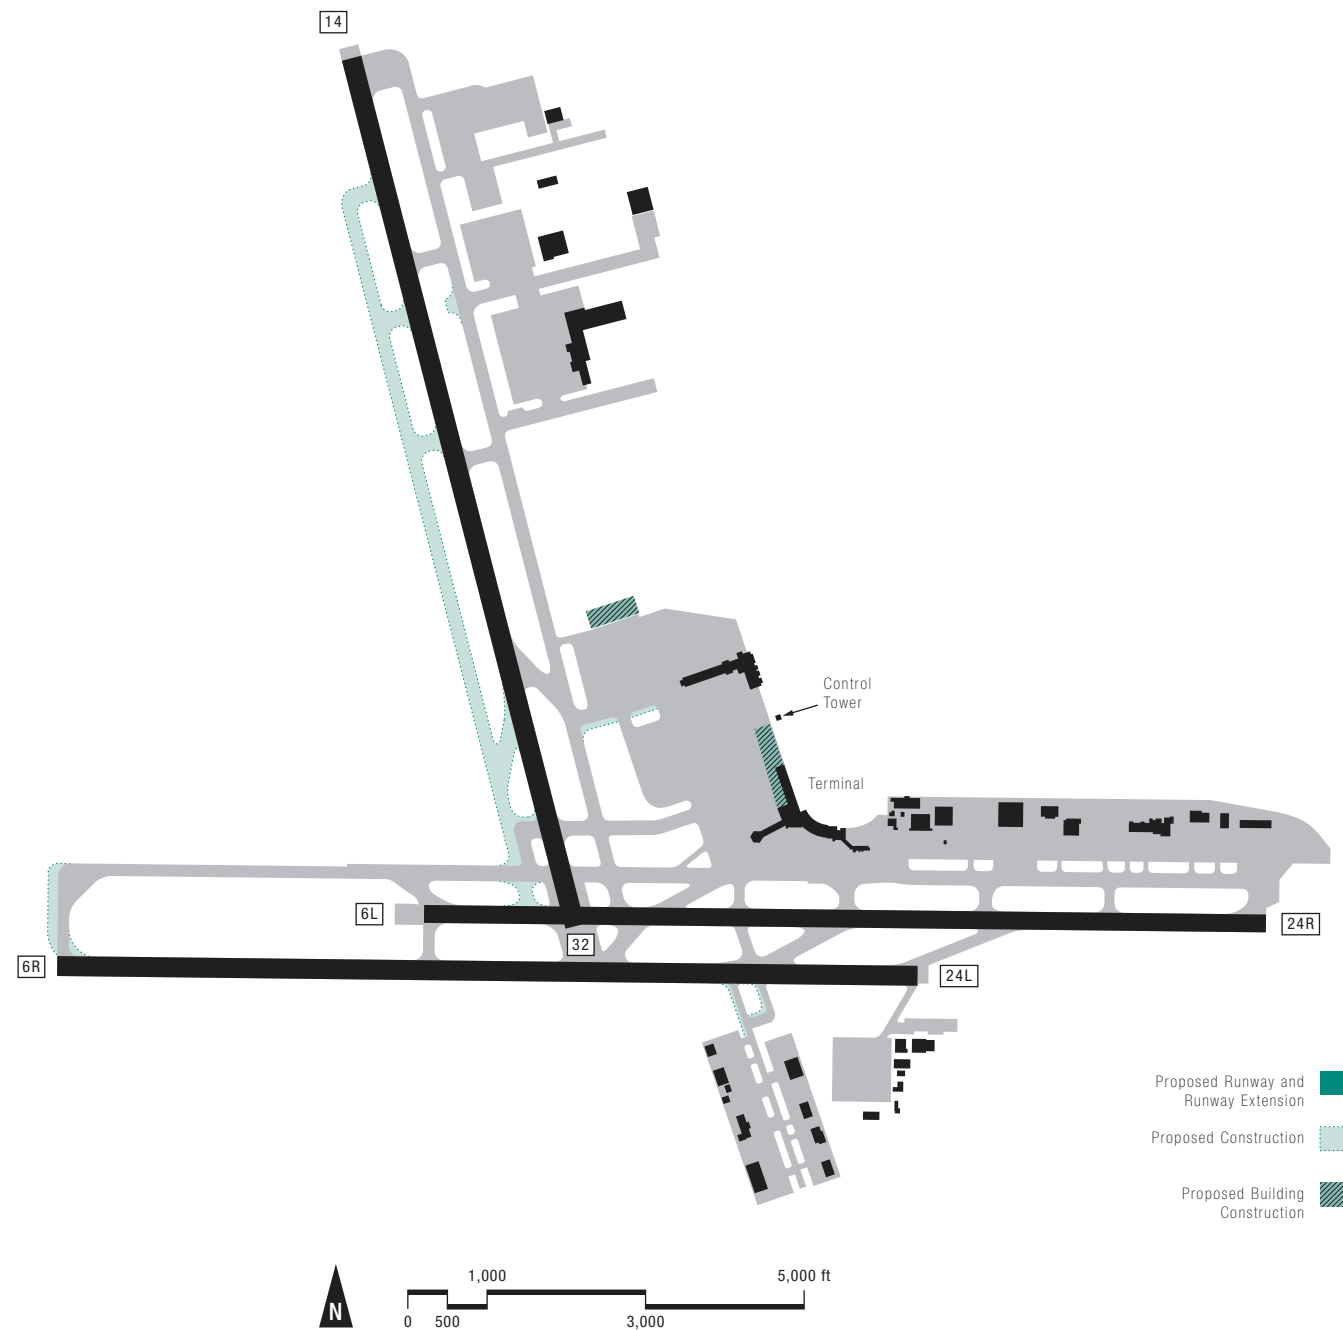 14
Control
Tower
Terminal
6L
24R
32
6R
24L
Proposed Runway and
Runway Extension
Proposed Construction
Proposed Building
Construction
N
1,000
5,000 ft
0
500
3,000